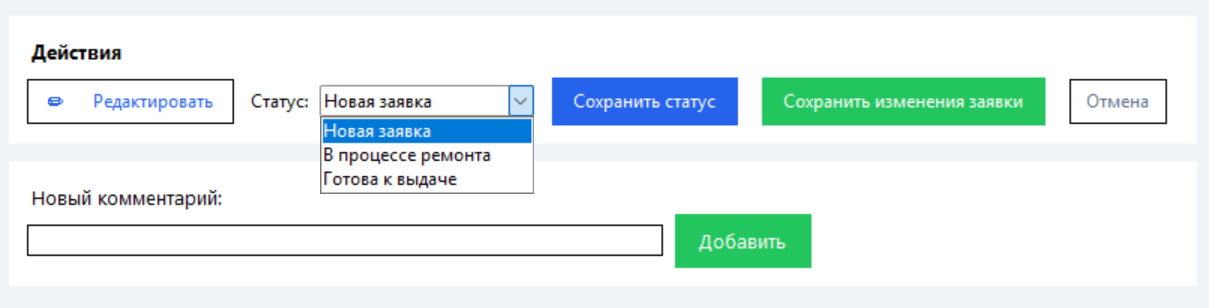 Действия
Редактировать Статус: Новая заявка Сохранить статус Сохранить изменения заявки Отмена
Новая заявка
В процессе ремонта
Готова к выдаче
Новый комментарий:
Добавить